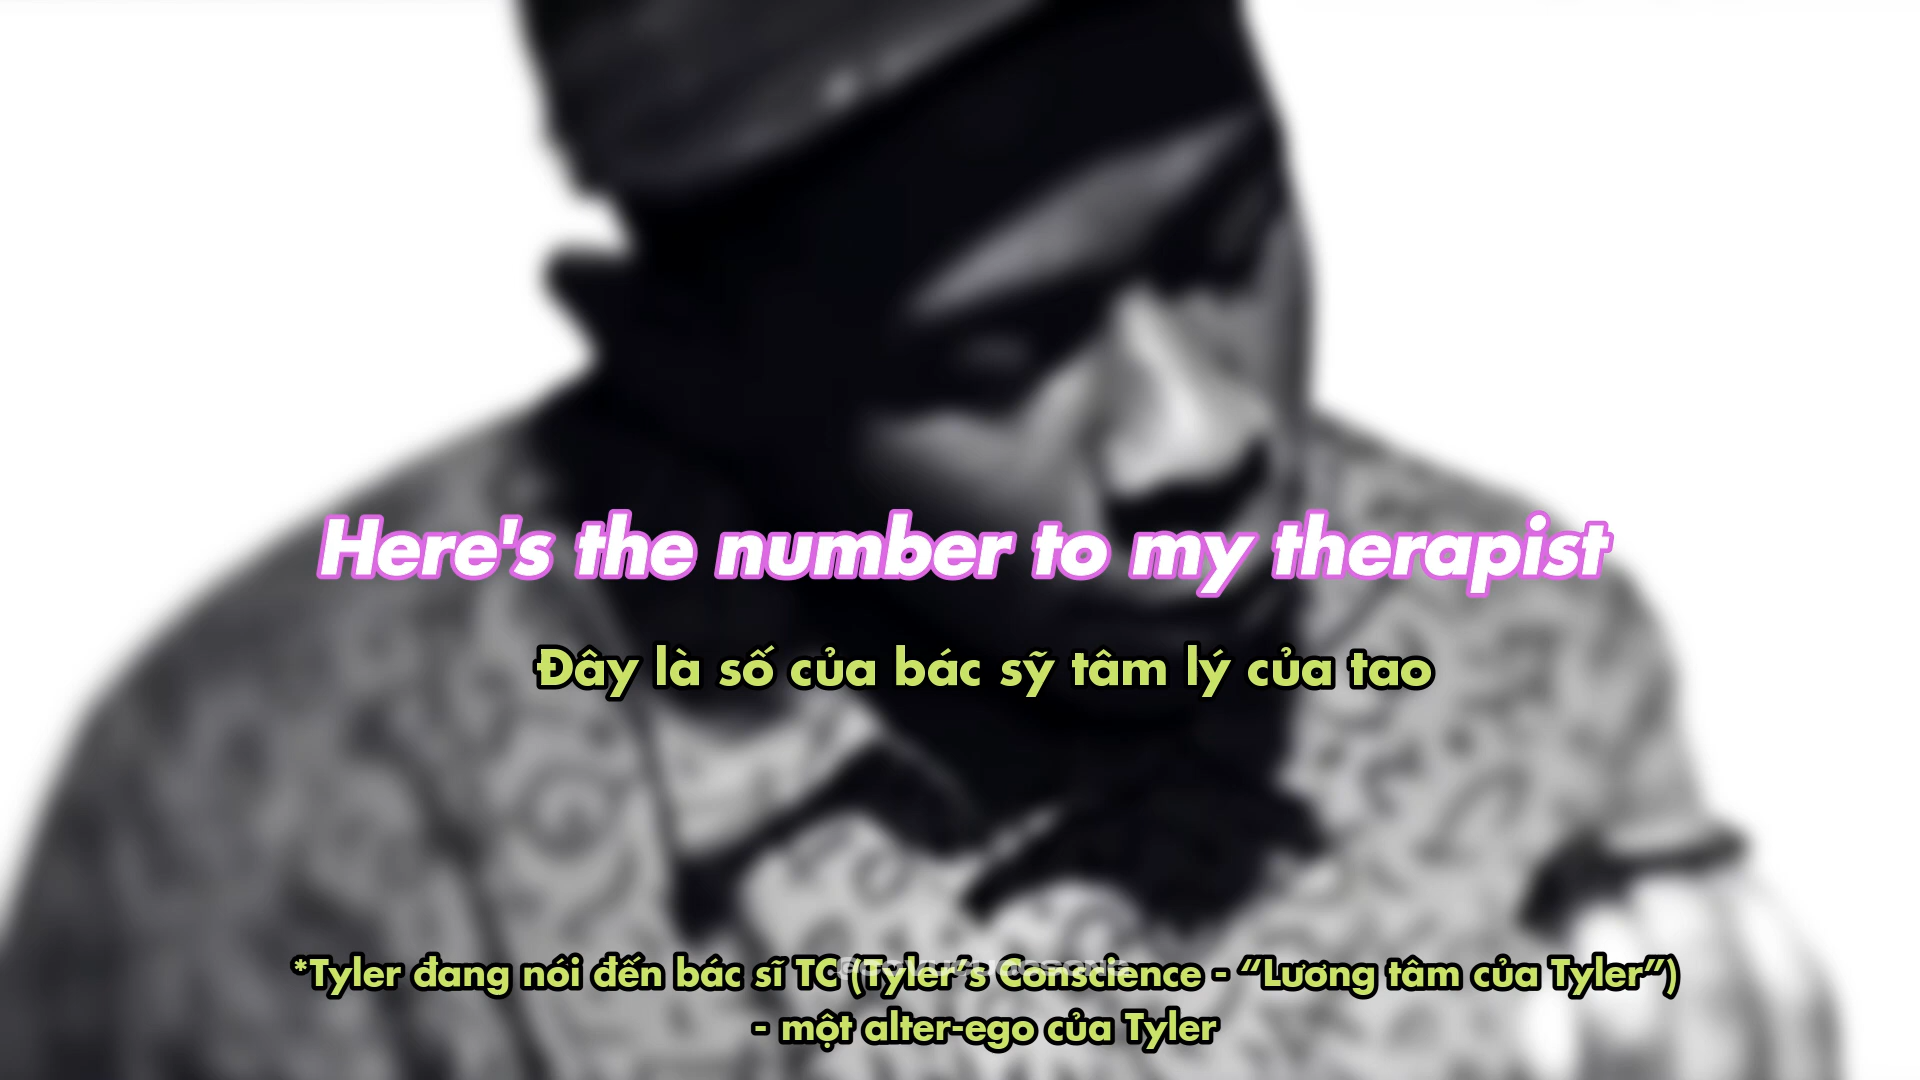 Here's the number to my therapist
Đây là số của bác sỹ tâm lý của tao
*Tyler đang nói đến bác sĩ TC (Tyler’s Conscience - “Lương tâm của Tyler”)
- một alter-ego của Tyler